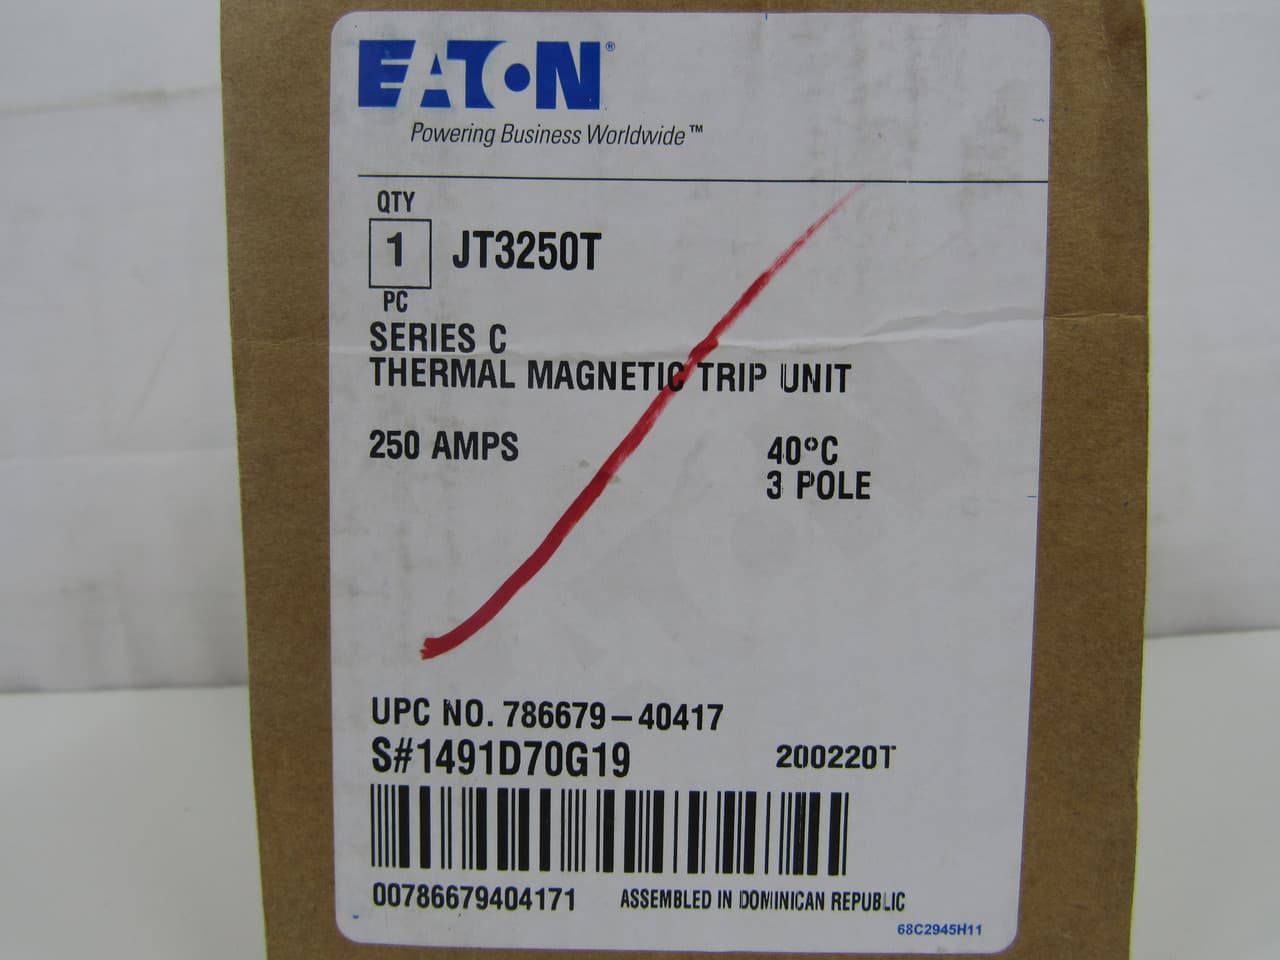 EATON®
Powering Business Worldwide™
QTY
1 JT3250T
PC
SERIES C
THERMAL MAGNETIC TRIP UNIT
250 AMPS 40°C
3 POLE
UPC NO. 786679-40417
S#1491D70G19 200220T
00786679404171 ASSEMBLED IN DOMINICAN REPUBLIC
68C2945H11